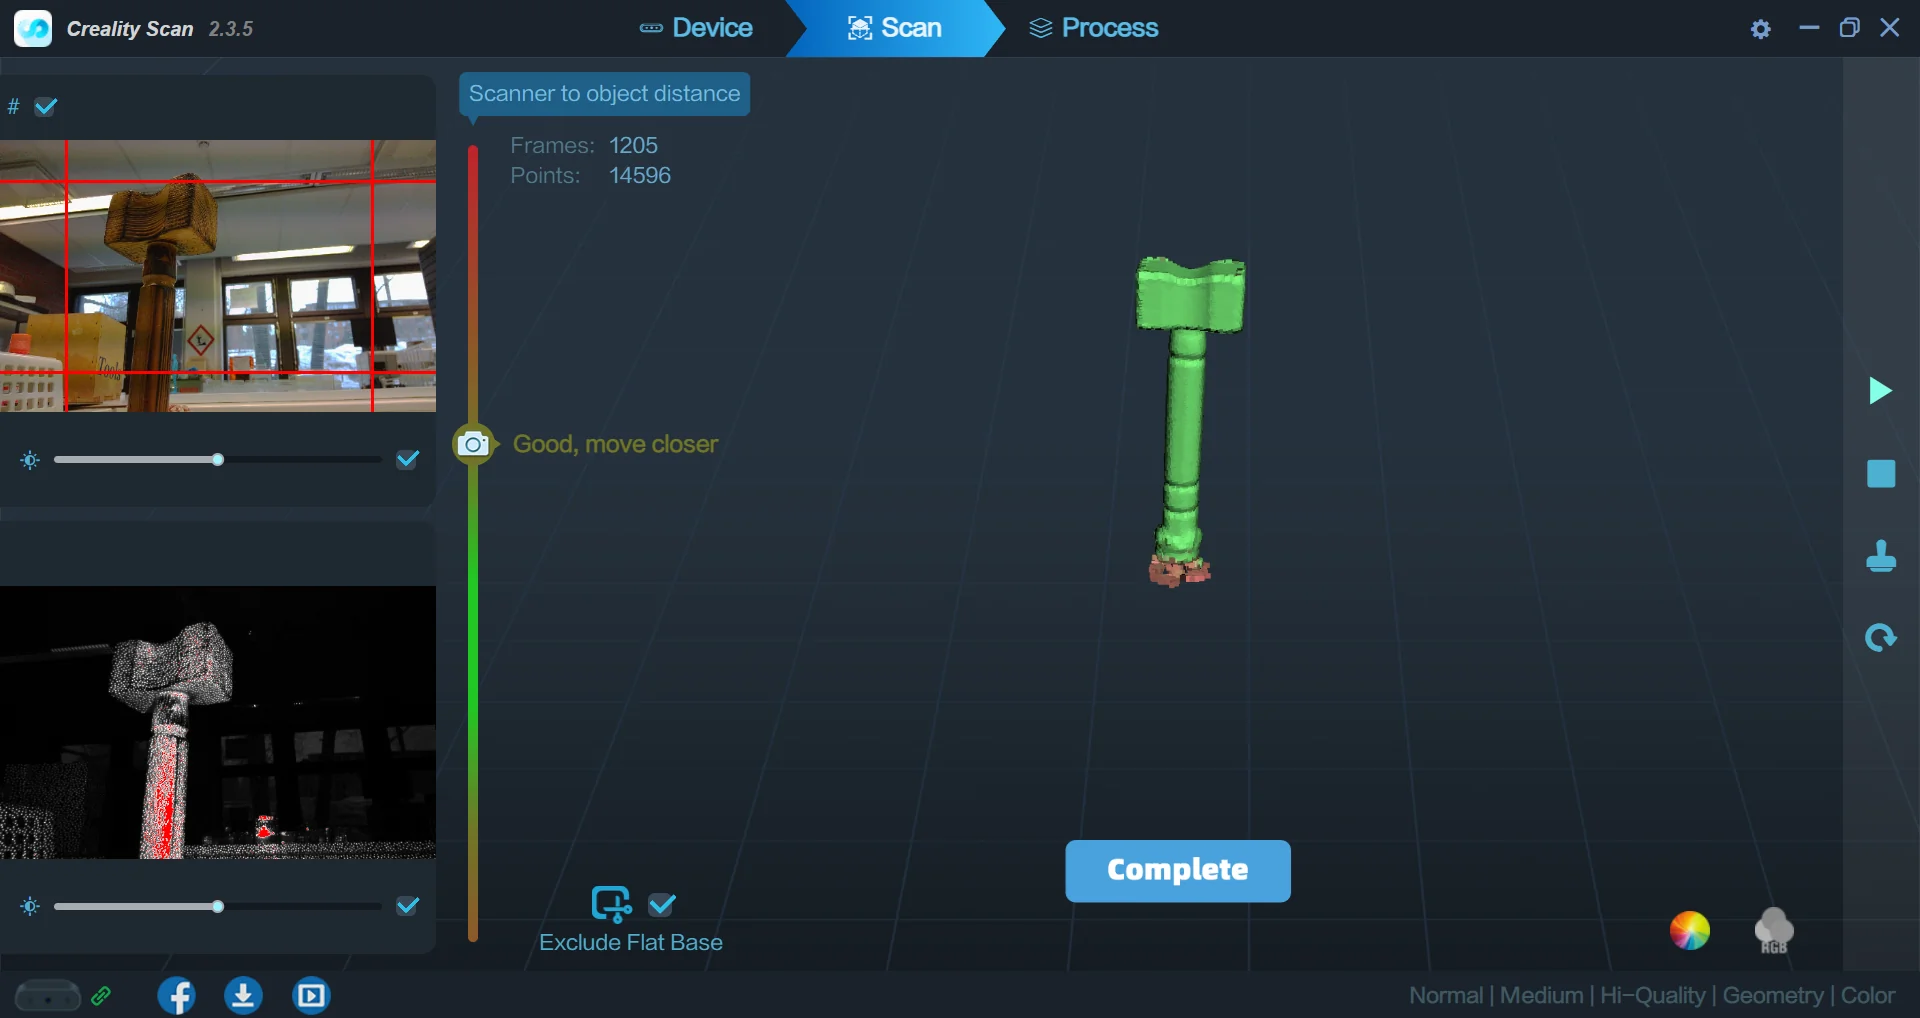 Creality Scan 2.3.5
Device
Scan
Process
#
Scanner to object distance
Frames: 1205
Points: 14596
Tools
Good, move closer
Complete
Exclude Flat Base
RGB
Normal | Medium | Hi-Quality | Geometry | Color